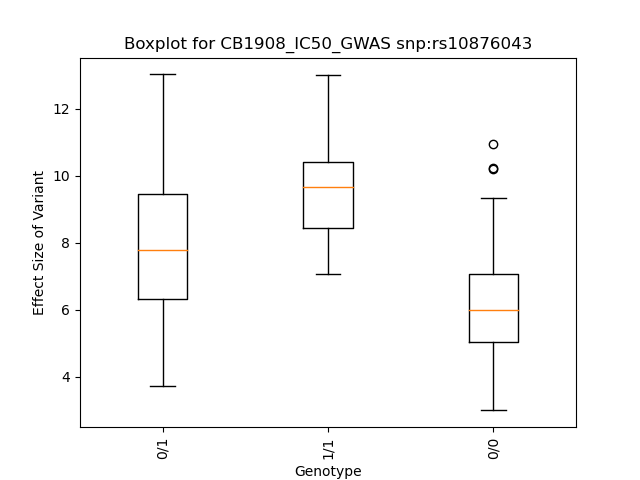 Boxplot for CB1908_IC50_GWAS snp:rs10876043
Effect Size of Variant
12
10
8
6
4
0/1
1/1
0/0
Genotype